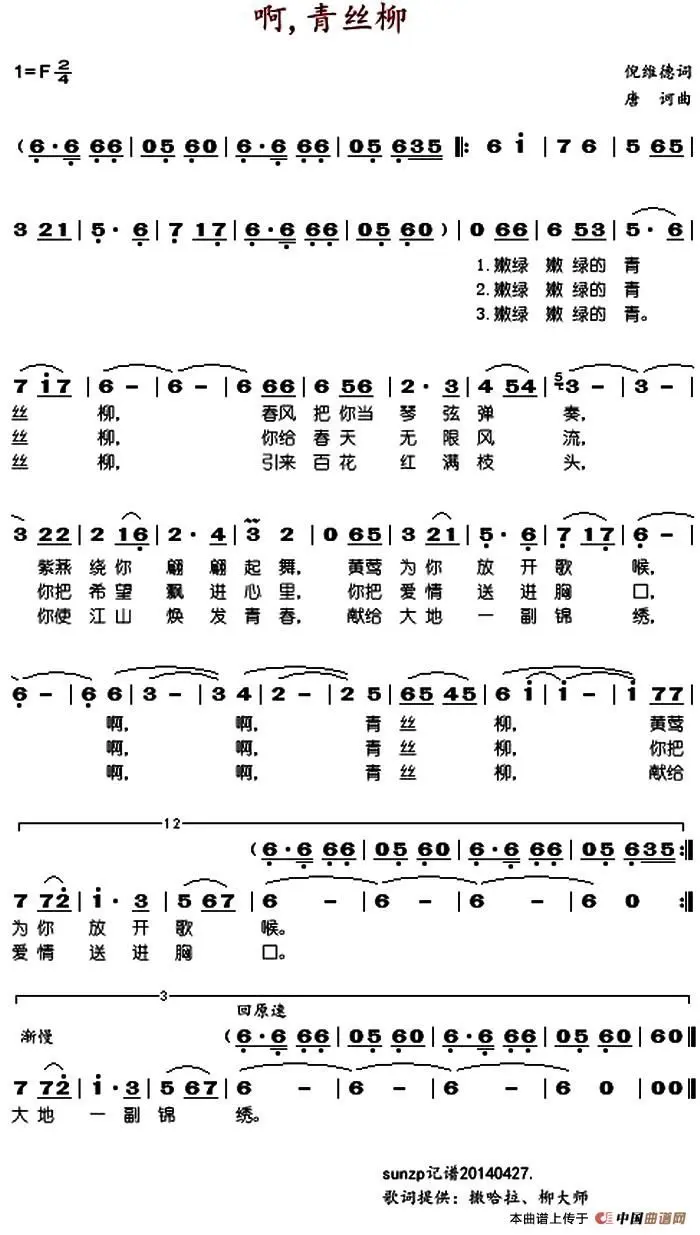 啊,青丝柳
1=F 2/4
倪维德词
唐 诃曲
(6·6 66|05 60|6·6 66|05 635‖:6 i|7 6|5 65|
3 21|5·6|7 17|6·6 66|05 60)|0 66|6 53|5·6|
1.嫩绿 嫩 绿的 青
2.嫩绿 嫩 绿的 青
3.嫩绿 嫩 绿的 青。
7 i7|6 -|6 -|6 66|6 56|2·3|4 54|5 3 -|3 -|
丝 柳, 春风 把 你当 琴 弦 弹 奏,
丝 柳, 你给 春 天 无 限 风 流,
丝 柳, 引来 百 花 红 满 枝 头,
3 22|2 16|2·4|3 2|0 65|3 21|5·6|7 17|6 -|
紫燕 绕 你 翩 翩 起 舞, 黄莺 为 你 放 开 歌 喉,
你把 希 望 飘 进 心 里, 你把 爱 情 送 进 胸 口,
你使 江 山 焕 发 青 春, 献给 大 地 一 副 锦 绣,
6 -|6 6|3 -|3 4|2 -|2 5|65 45|6 i|i -|i 77|
啊, 啊, 青 丝 柳, 黄莺
啊, 啊, 青 丝 柳, 你把
啊, 啊, 青 丝 柳, 献给
12
(6·6 66|05 60|6·6 66|05 635:‖
7 72|i·3|5 67|6 -|6 -|6 -|6 0:‖
为 你 放 开 歌 喉。
爱 情 送 进 胸 口。
3
回原速
渐慢 (6·6 66|05 60|6·6 66|05 60|60)‖
7 72|i·3|5 67|6 -|6 -|6 -|6 0|00‖
大 地 一 副 锦 绣。
sunzp记谱20140427.
歌词提供:撒哈拉、柳大师
本曲谱上传于 中国曲谱网